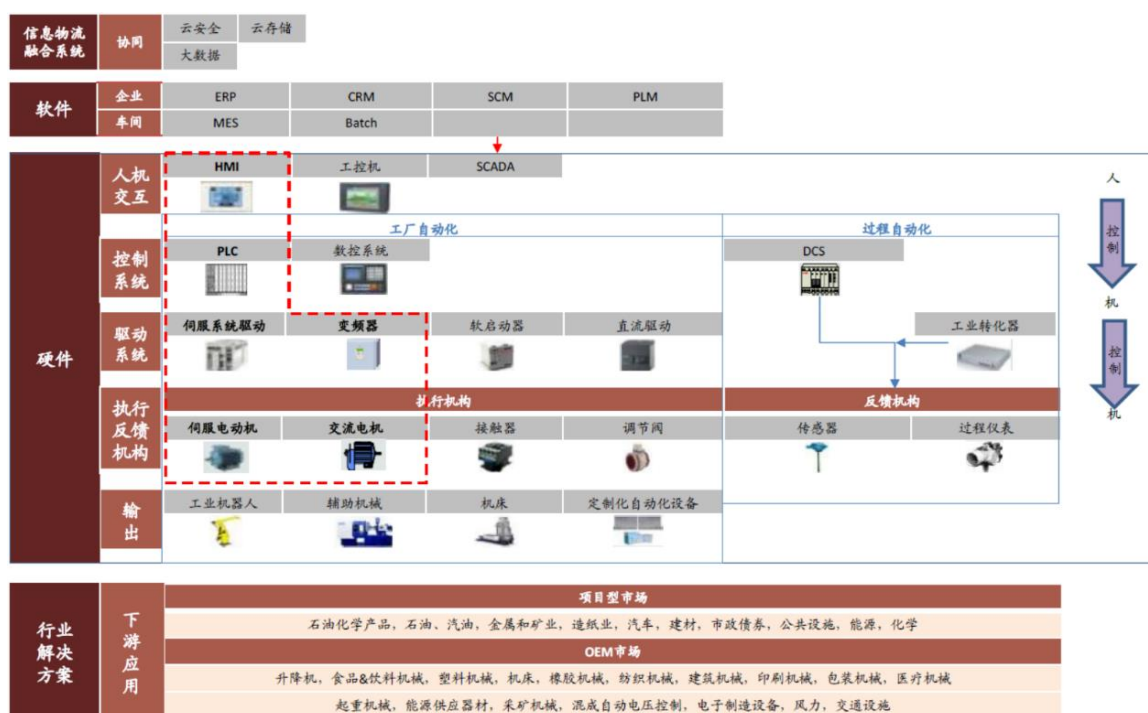 信息物流
融合系统
协同
云安全 云存储
大数据
软件
企业 ERP CRM SCM PLM
车间 MES Batch
硬件
人机
交互
HMI 工控机 SCADA
人
工厂自动化 过程自动化
控制
控制
系统
PLC 数控系统 DCS
机
驱动
系统
伺服系统驱动 变频器 软启动器 直流驱动 工业转化器
控制
执行
反馈
机构
执行机构 反馈机构
机
伺服电动机 交流电机 接触器 调节阀 传感器 过程仪表
输
出
工业机器人 辅助机械 机床 定制化自动化设备
行业
解决
方案
下
游
应
用
项目型市场
石油化学产品，石油、汽油，金属和矿业，造纸业，汽车，建材，市政债券，公共设施，能源，化学
OEM市场
升降机，食品&饮料机械，塑料机械，机床，橡胶机械，纺织机械，建筑机械，印刷机械，包装机械，医疗机械
起重机械，能源供应器材，采矿机械，混成自动电压控制，电子制造设备，风力，交通设施